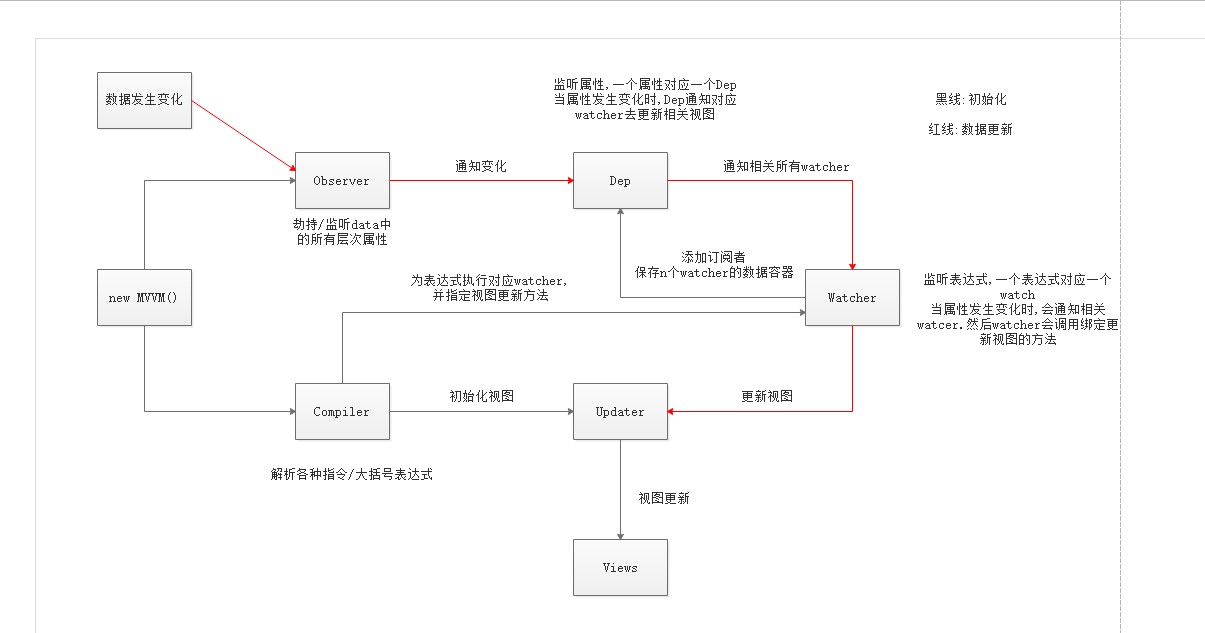 监听属性,一个属性对应一个Dep
当属性发生变化时,Dep通知对应
watcher去更新相关视图
数据发生变化
黑线:初始化
红线:数据更新
通知变化
通知相关所有watcher
Observer
Dep
劫持/监听data中
的所有层次属性
添加订阅者
保存n个watcher的数据容器
为表达式执行对应watcher,
并指定视图更新方法
new MVVM()
Watcher
监听表达式,一个表达式对应一个
watch
当属性发生变化时,会通知相关
watcer.然后watcher会调用绑定更
新视图的方法
初始化视图
更新视图
Compiler
Updater
解析各种指令/大括号表达式
视图更新
Views